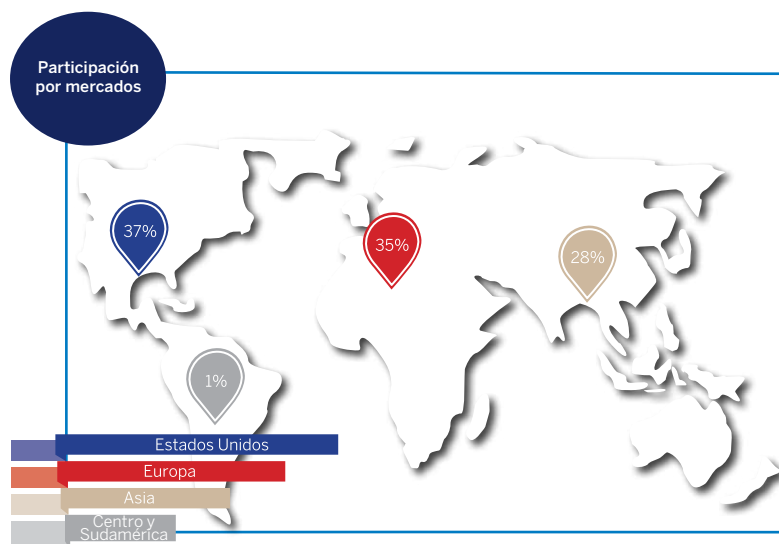 Participación
por mercados
37%
35%
28%
1%
Estados Unidos
Europa
Asia
Centro y
Sudamérica